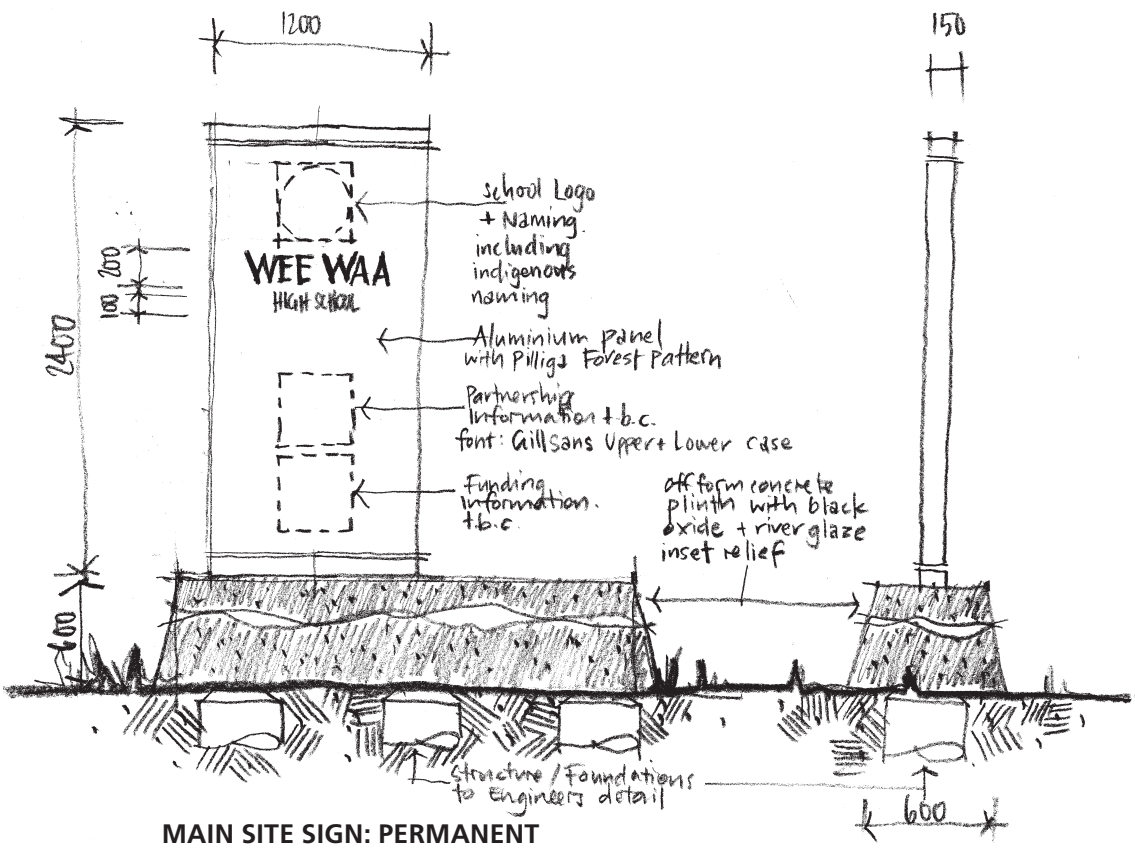 1200
150
2400
200
100
WEE WAA
HIGH SCHOOL
School Logo
+ Naming.
including
indigenous
naming
Aluminium panel
with Pilliga Forest Pattern
Partnership
Information t.b.c.
font: Gill Sans Upper + Lower case
Funding
Information.
t.b.c.
off form concrete
plinth with black
oxide + river glaze
inset relief
600
Structure / Foundations
to Engineers detail
600
MAIN SITE SIGN: PERMANENT